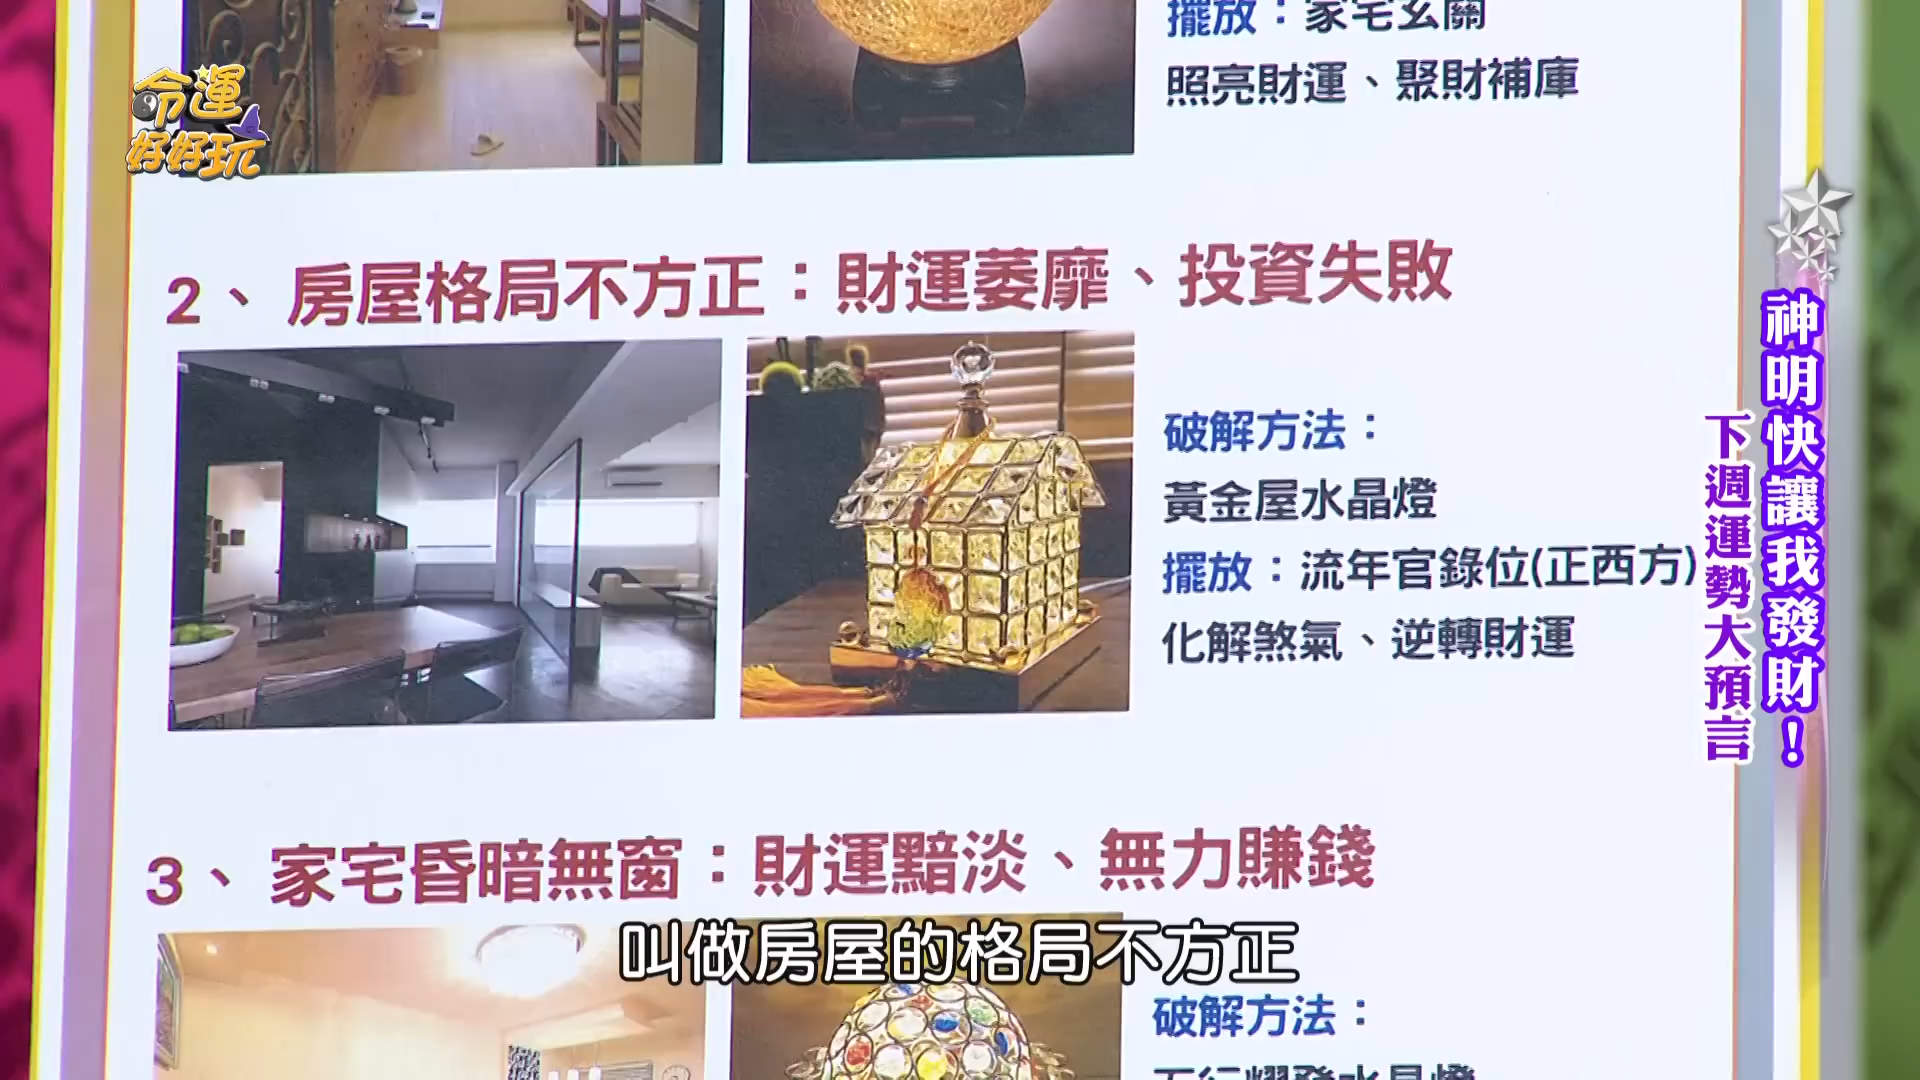 命運
好好玩
擺放：家宅玄關
照亮財運、聚財補庫
2、房屋格局不方正：財運萎靡、投資失敗
破解方法：
黃金屋水晶燈
擺放：流年官錄位(正西方)
化解煞氣、逆轉財運
3、家宅昏暗無窗：財運黯淡、無力賺錢
破解方法：
神明快讓我發財！
下週運勢大預言
叫做房屋的格局不方正